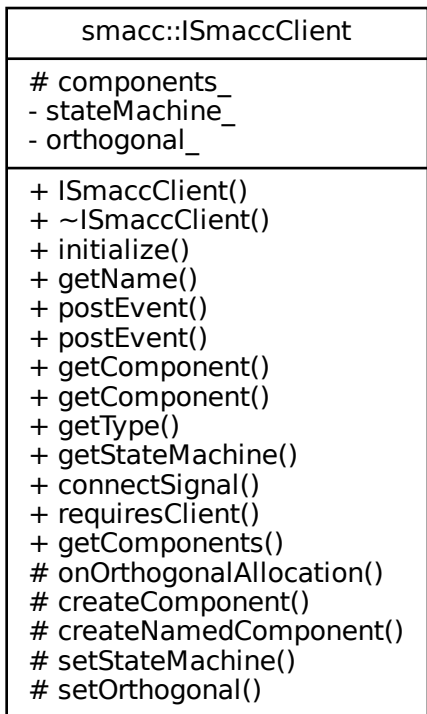 smacc::ISmaccClient
# components_
- stateMachine_
- orthogonal_
+ ISmaccClient()
+ ~ISmaccClient()
+ initialize()
+ getName()
+ postEvent()
+ postEvent()
+ getComponent()
+ getComponent()
+ getType()
+ getStateMachine()
+ connectSignal()
+ requiresClient()
+ getComponents()
# onOrthogonalAllocation()
# createComponent()
# createNamedComponent()
# setStateMachine()
# setOrthogonal()